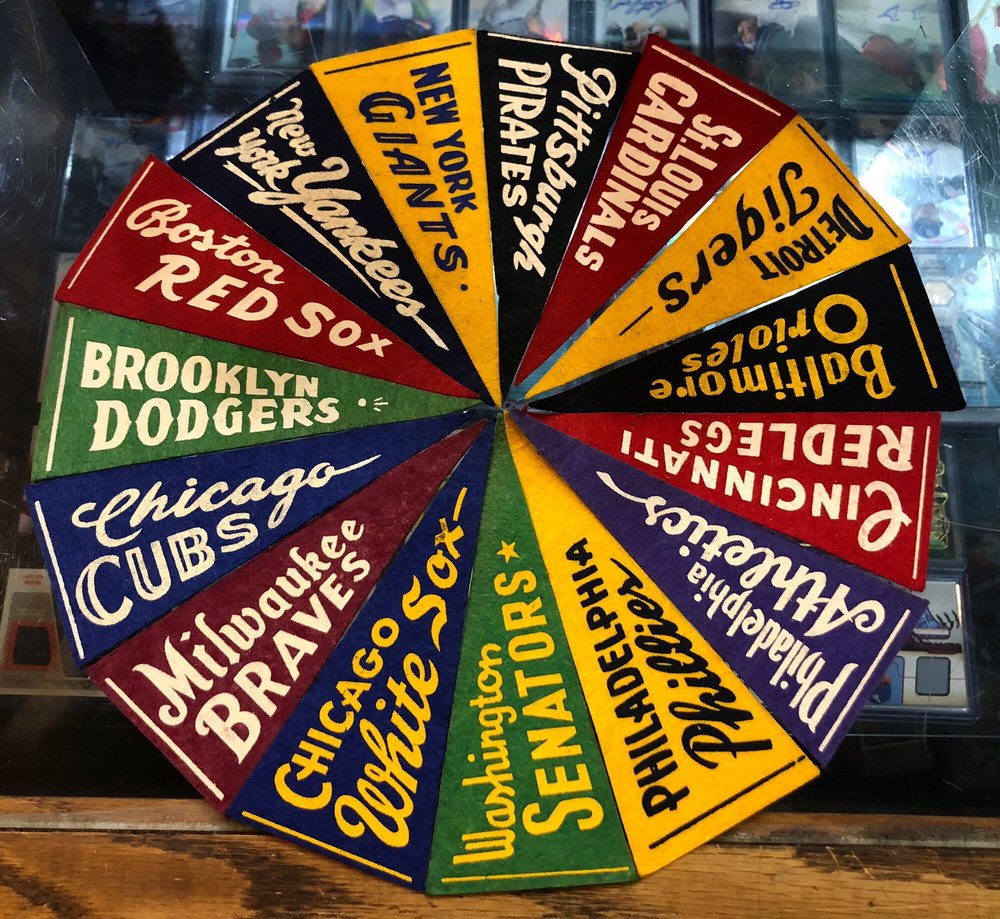 NEW YORK
GIANTS
Pittsburgh
PIRATES
St. LOUIS
CARDINALS
DETROIT
Tigers
Baltimore
Orioles
CINCINNATI
REDLEGS
Philadelphia
Athletics
PHILADELPHIA
Phillies
Washington
SENATORS
CHICAGO
White Sox
Milwaukee
BRAVES
Chicago
CUBS
BROOKLYN
DODGERS
Boston
RED SOX
New York Yankees